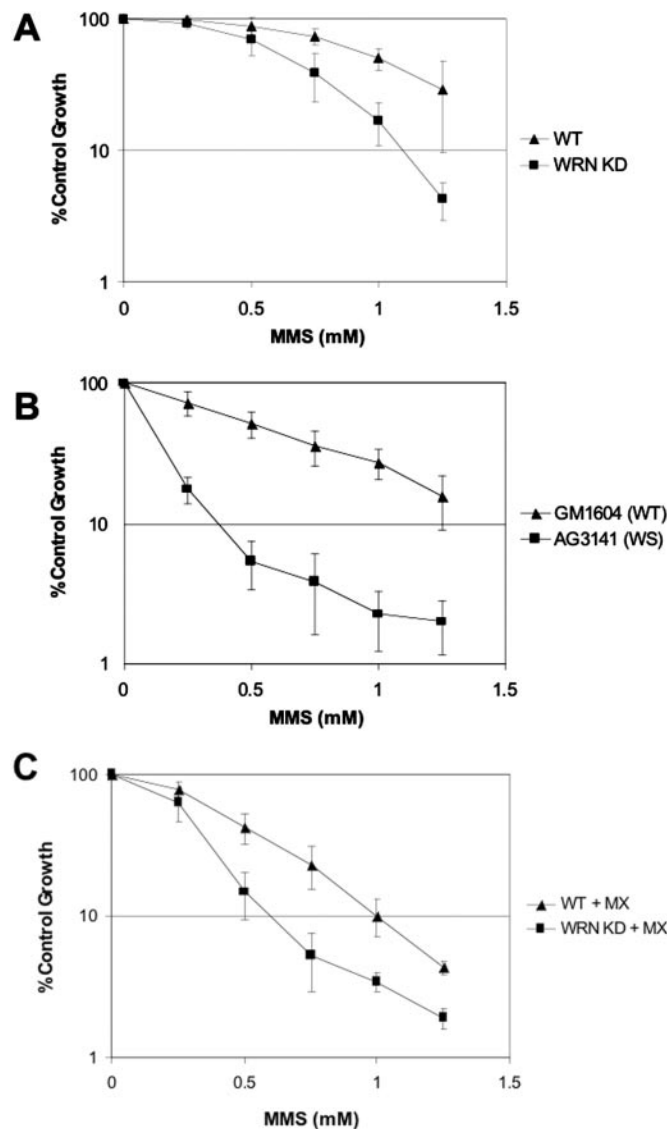 A
100
10
1
%Control Growth
0
0.5
1
1.5
MMS (mM)
WT
WRN KD
B
100
10
1
%Control Growth
0
0.5
1
1.5
MMS (mM)
GM1604 (WT)
AG3141 (WS)
C
100
10
1
%Control Growth
0
0.5
1
1.5
MMS (mM)
WT + MX
WRN KD + MX